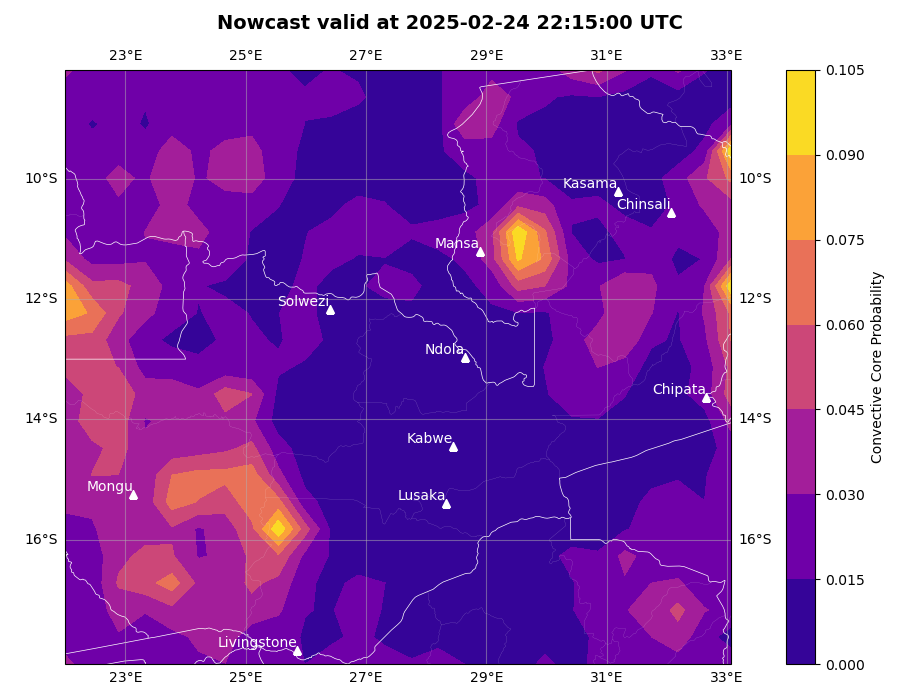 Nowcast valid at 2025-02-24 22:15:00 UTC
23°E 25°E 27°E 29°E 31°E 33°E
0.105
0.090
10°S Kasama 10°S
Chinsali
Mansa
0.075
12°S Solwezi 12°S
0.060
Ndola
Chipata
0.045
14°S 14°S
Kabwe
Mongu Lusaka
0.030
16°S 16°S
0.015
Livingstone
0.000
23°E 25°E 27°E 29°E 31°E 33°E
Convective Core Probability